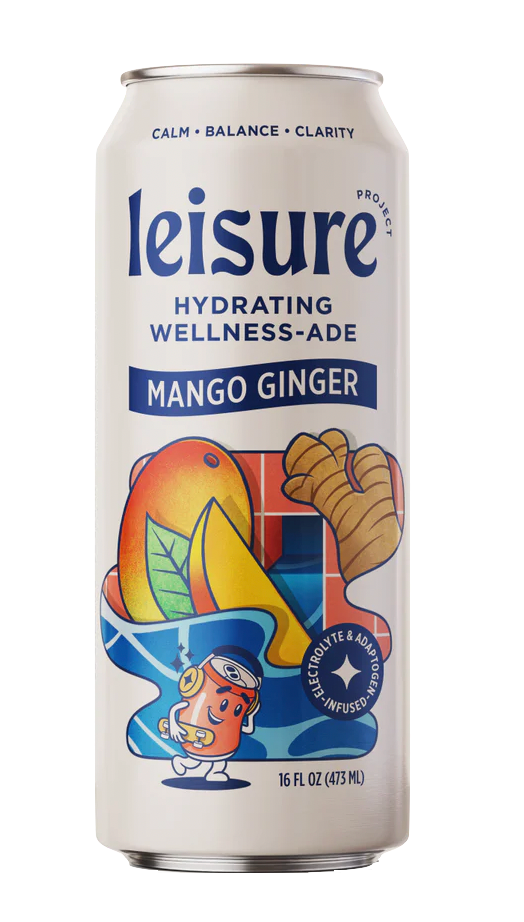 CALM • BALANCE • CLARITY
leisure
PROJECT
HYDRATING
WELLNESS-ADE
MANGO GINGER
ELECTROLYTE & ADAPTOGEN
-INFUSED-
16 FL OZ (473 ML)